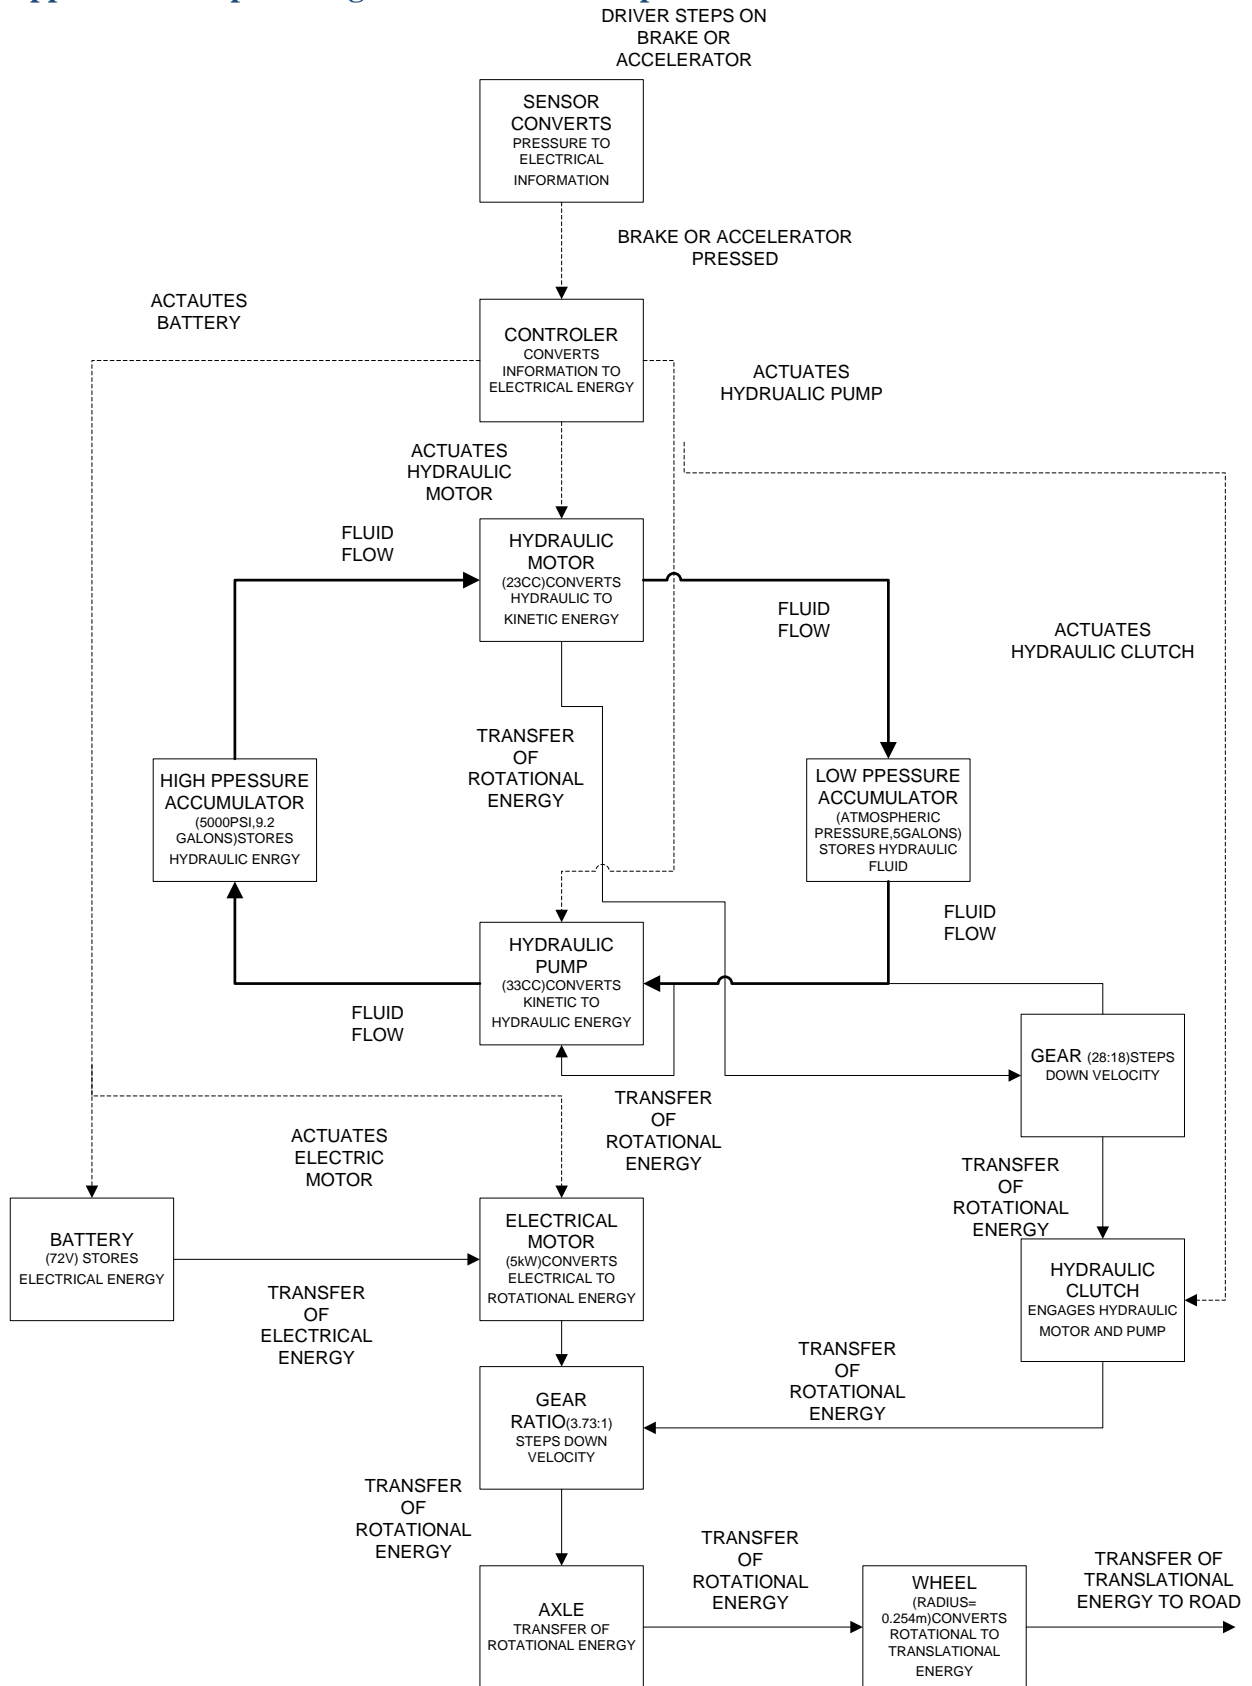 DRIVER STEPS ON
BRAKE OR
ACCELERATOR
SENSOR
CONVERTS
PRESSURE TO
ELECTRICAL
INFORMATION
BRAKE OR ACCELERATOR
PRESSED
ACTAUTES
BATTERY
CONTROLER
CONVERTS
INFORMATION TO
ELECTRICAL ENERGY
ACTUATES
HYDRUALIC PUMP
ACTUATES
HYDRAULIC
MOTOR
FLUID
FLOW
HYDRAULIC
MOTOR
(23CC)CONVERTS
HYDRAULIC TO
KINETIC ENERGY
FLUID
FLOW
ACTUATES
HYDRAULIC CLUTCH
TRANSFER
OF
ROTATIONAL
ENERGY
HIGH PPESSURE
ACCUMULATOR
(5000PSI,9.2
GALONS)STORES
HYDRAULIC ENRGY
LOW PPESSURE
ACCUMULATOR
(ATMOSPHERIC
PRESSURE,5GALONS)
STORES HYDRAULIC
FLUID
FLUID
FLOW
HYDRAULIC
PUMP
(33CC)CONVERTS
KINETIC TO
HYDRAULIC ENERGY
FLUID
FLOW
GEAR (28:18)STEPS
DOWN VELOCITY
TRANSFER
OF
ROTATIONAL
ENERGY
ACTUATES
ELECTRIC
MOTOR
TRANSFER
OF
ROTATIONAL
ENERGY
BATTERY
(72V) STORES
ELECTRICAL ENERGY
ELECTRICAL
MOTOR
(5kW)CONVERTS
ELECTRICAL TO
ROTATIONAL ENERGY
HYDRAULIC
CLUTCH
ENGAGES HYDRAULIC
MOTOR AND PUMP
TRANSFER
OF
ELECTRICAL
ENERGY
TRANSFER
OF
ROTATIONAL
ENERGY
GEAR
RATIO(3.73:1)
STEPS DOWN
VELOCITY
TRANSFER
OF
ROTATIONAL
ENERGY
TRANSFER
OF
ROTATIONAL
ENERGY
AXLE
TRANSFER OF
ROTATIONAL ENERGY
WHEEL
(RADIUS=
0.254m)CONVERTS
ROTATIONAL TO
TRANSLATIONAL
ENERGY
TRANSFER OF
TRANSLATIONAL
ENERGY TO ROAD